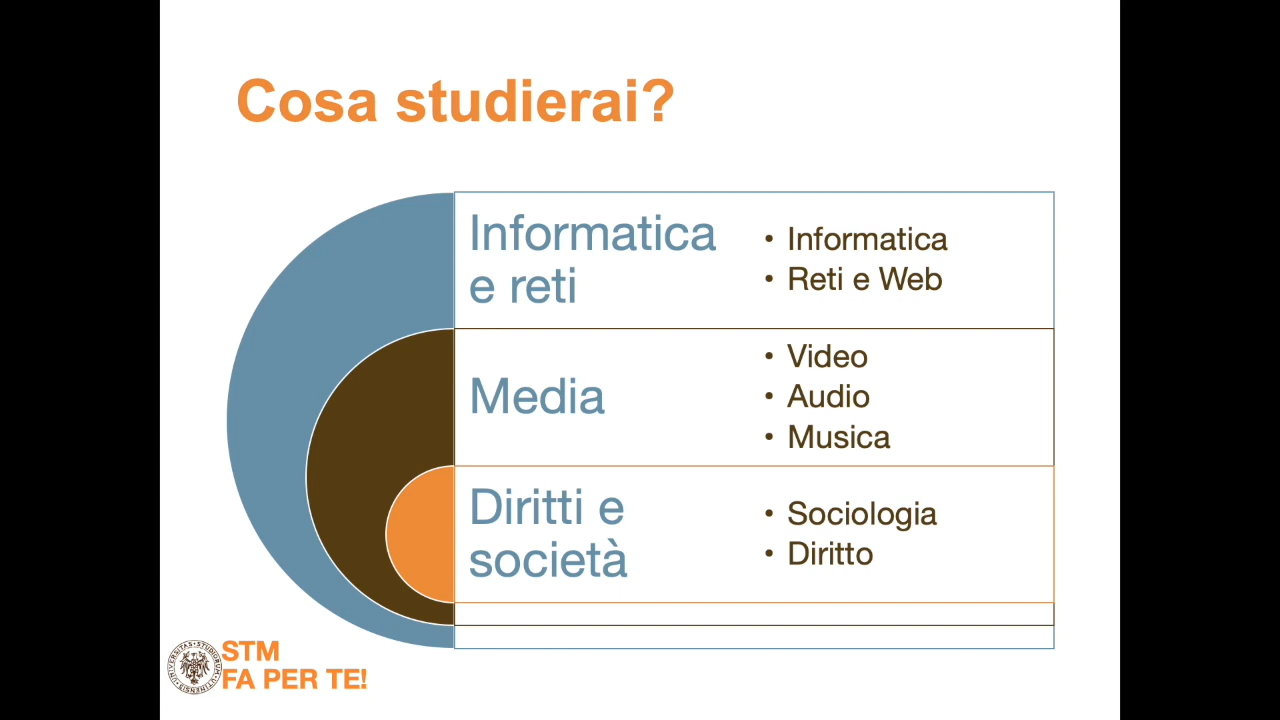 Cosa studierai?
Informatica
e reti
• Informatica
• Reti e Web
Media
• Video
• Audio
• Musica
Diritti e
società
• Sociologia
• Diritto
STM
FA PER TE!